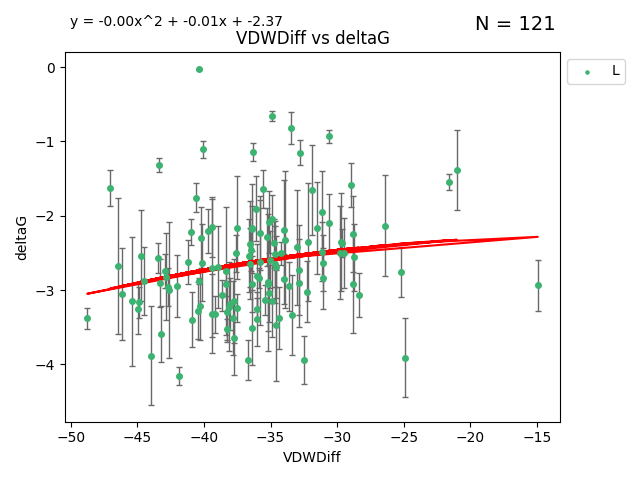 y = -0.00x^2 + -0.01x + -2.37
N = 121
VDWDiff vs deltaG
L
0
−1
−2
−3
−4
deltaG
−50 −45 −40 −35 −30 −25 −20 −15
VDWDiff